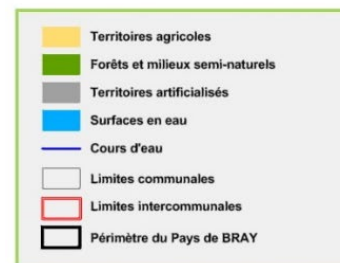 Territoires agricoles
Forêts et milieux semi-naturels
Territoires artificialisés
Surfaces en eau
Cours d'eau
Limites communales
Limites intercommunales
Périmètre du Pays de BRAY